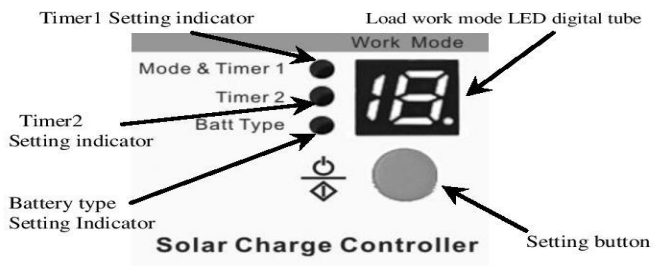 Timer1 Setting indicator
Load work mode LED digital tube
Work Mode
Mode & Timer 1
Timer 2
Batt Type
18.
Timer2
Setting indicator
Battery type
Setting Indicator
Setting button
Solar Charge Controller